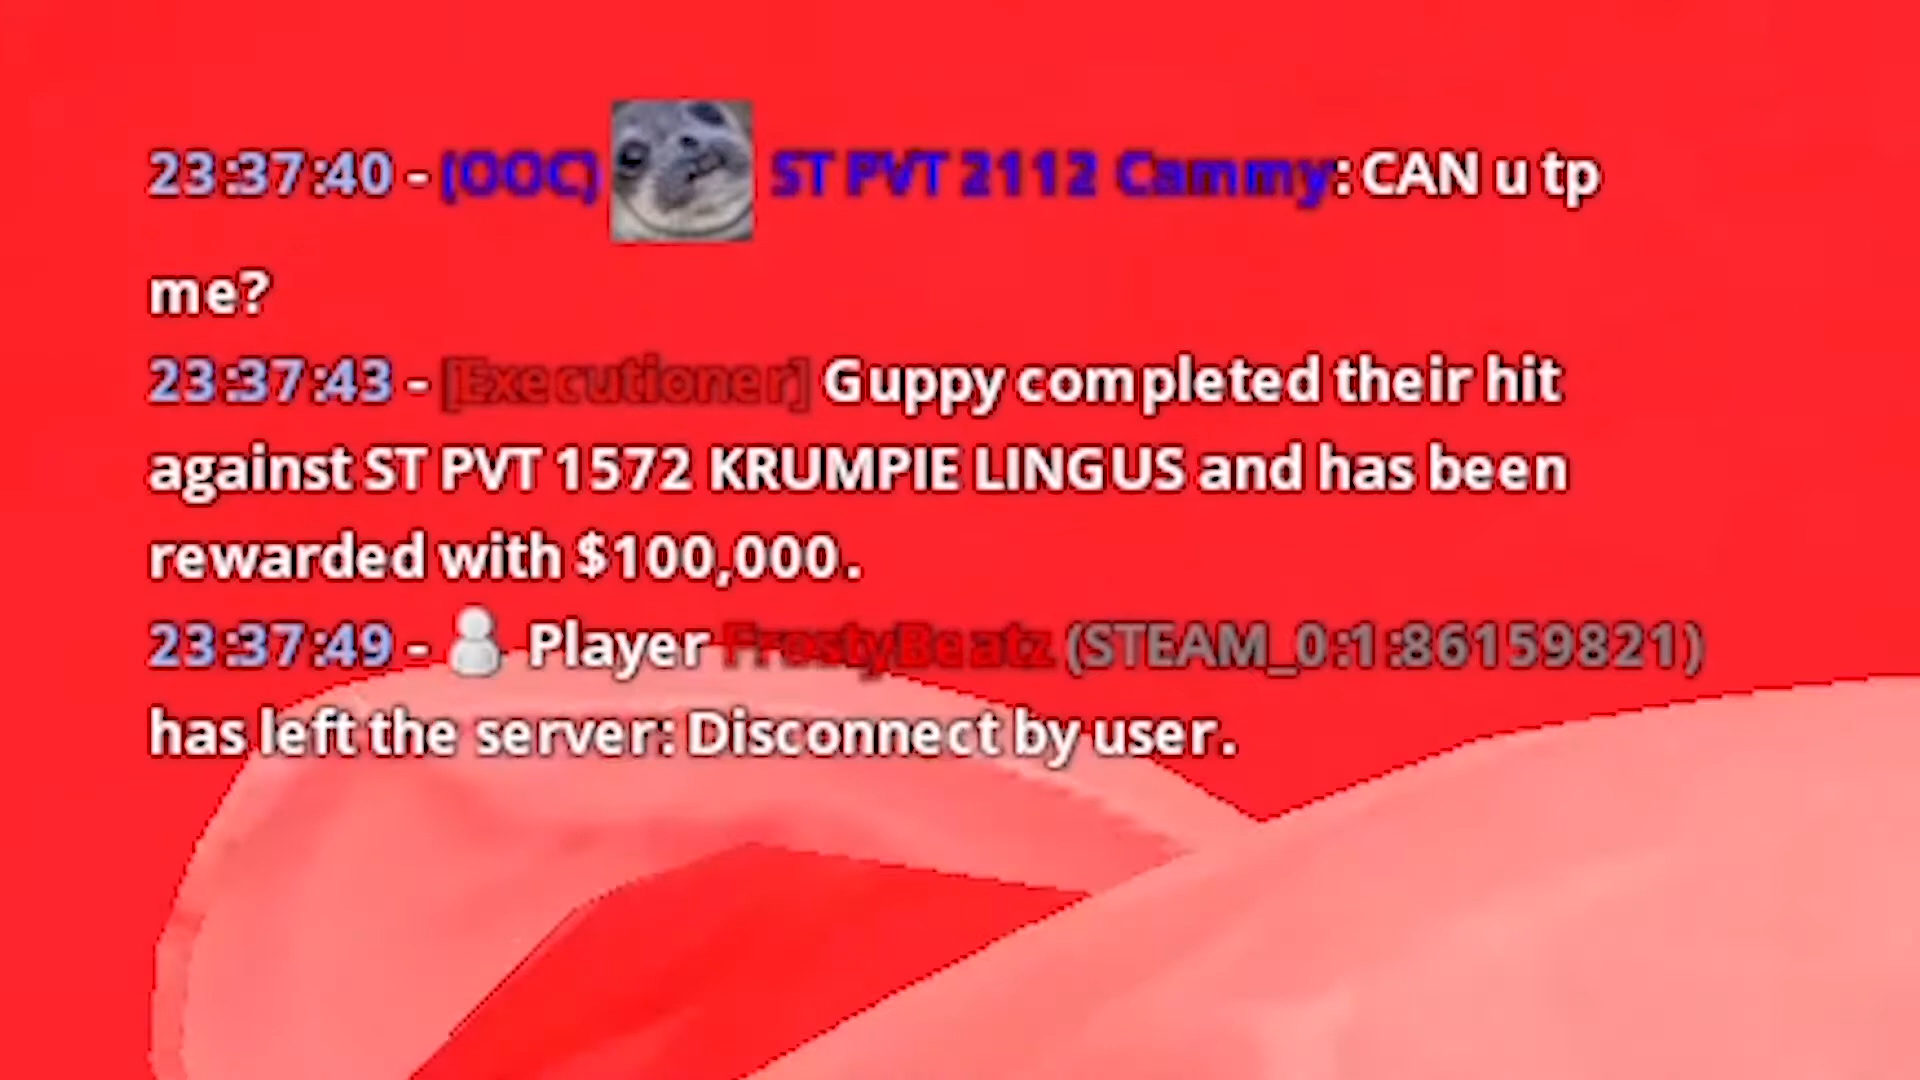 23:37:40 - (OOC) ST PVT 2112 Cammy: CAN u tp
me?
23:37:43 - [Executioner] Guppy completed their hit
against ST PVT 1572 KRUMPIE LINGUS and has been
rewarded with $100,000.
23:37:49 - Player FrostyBeatz (STEAM_0:1:86159821)
has left the server: Disconnect by user.